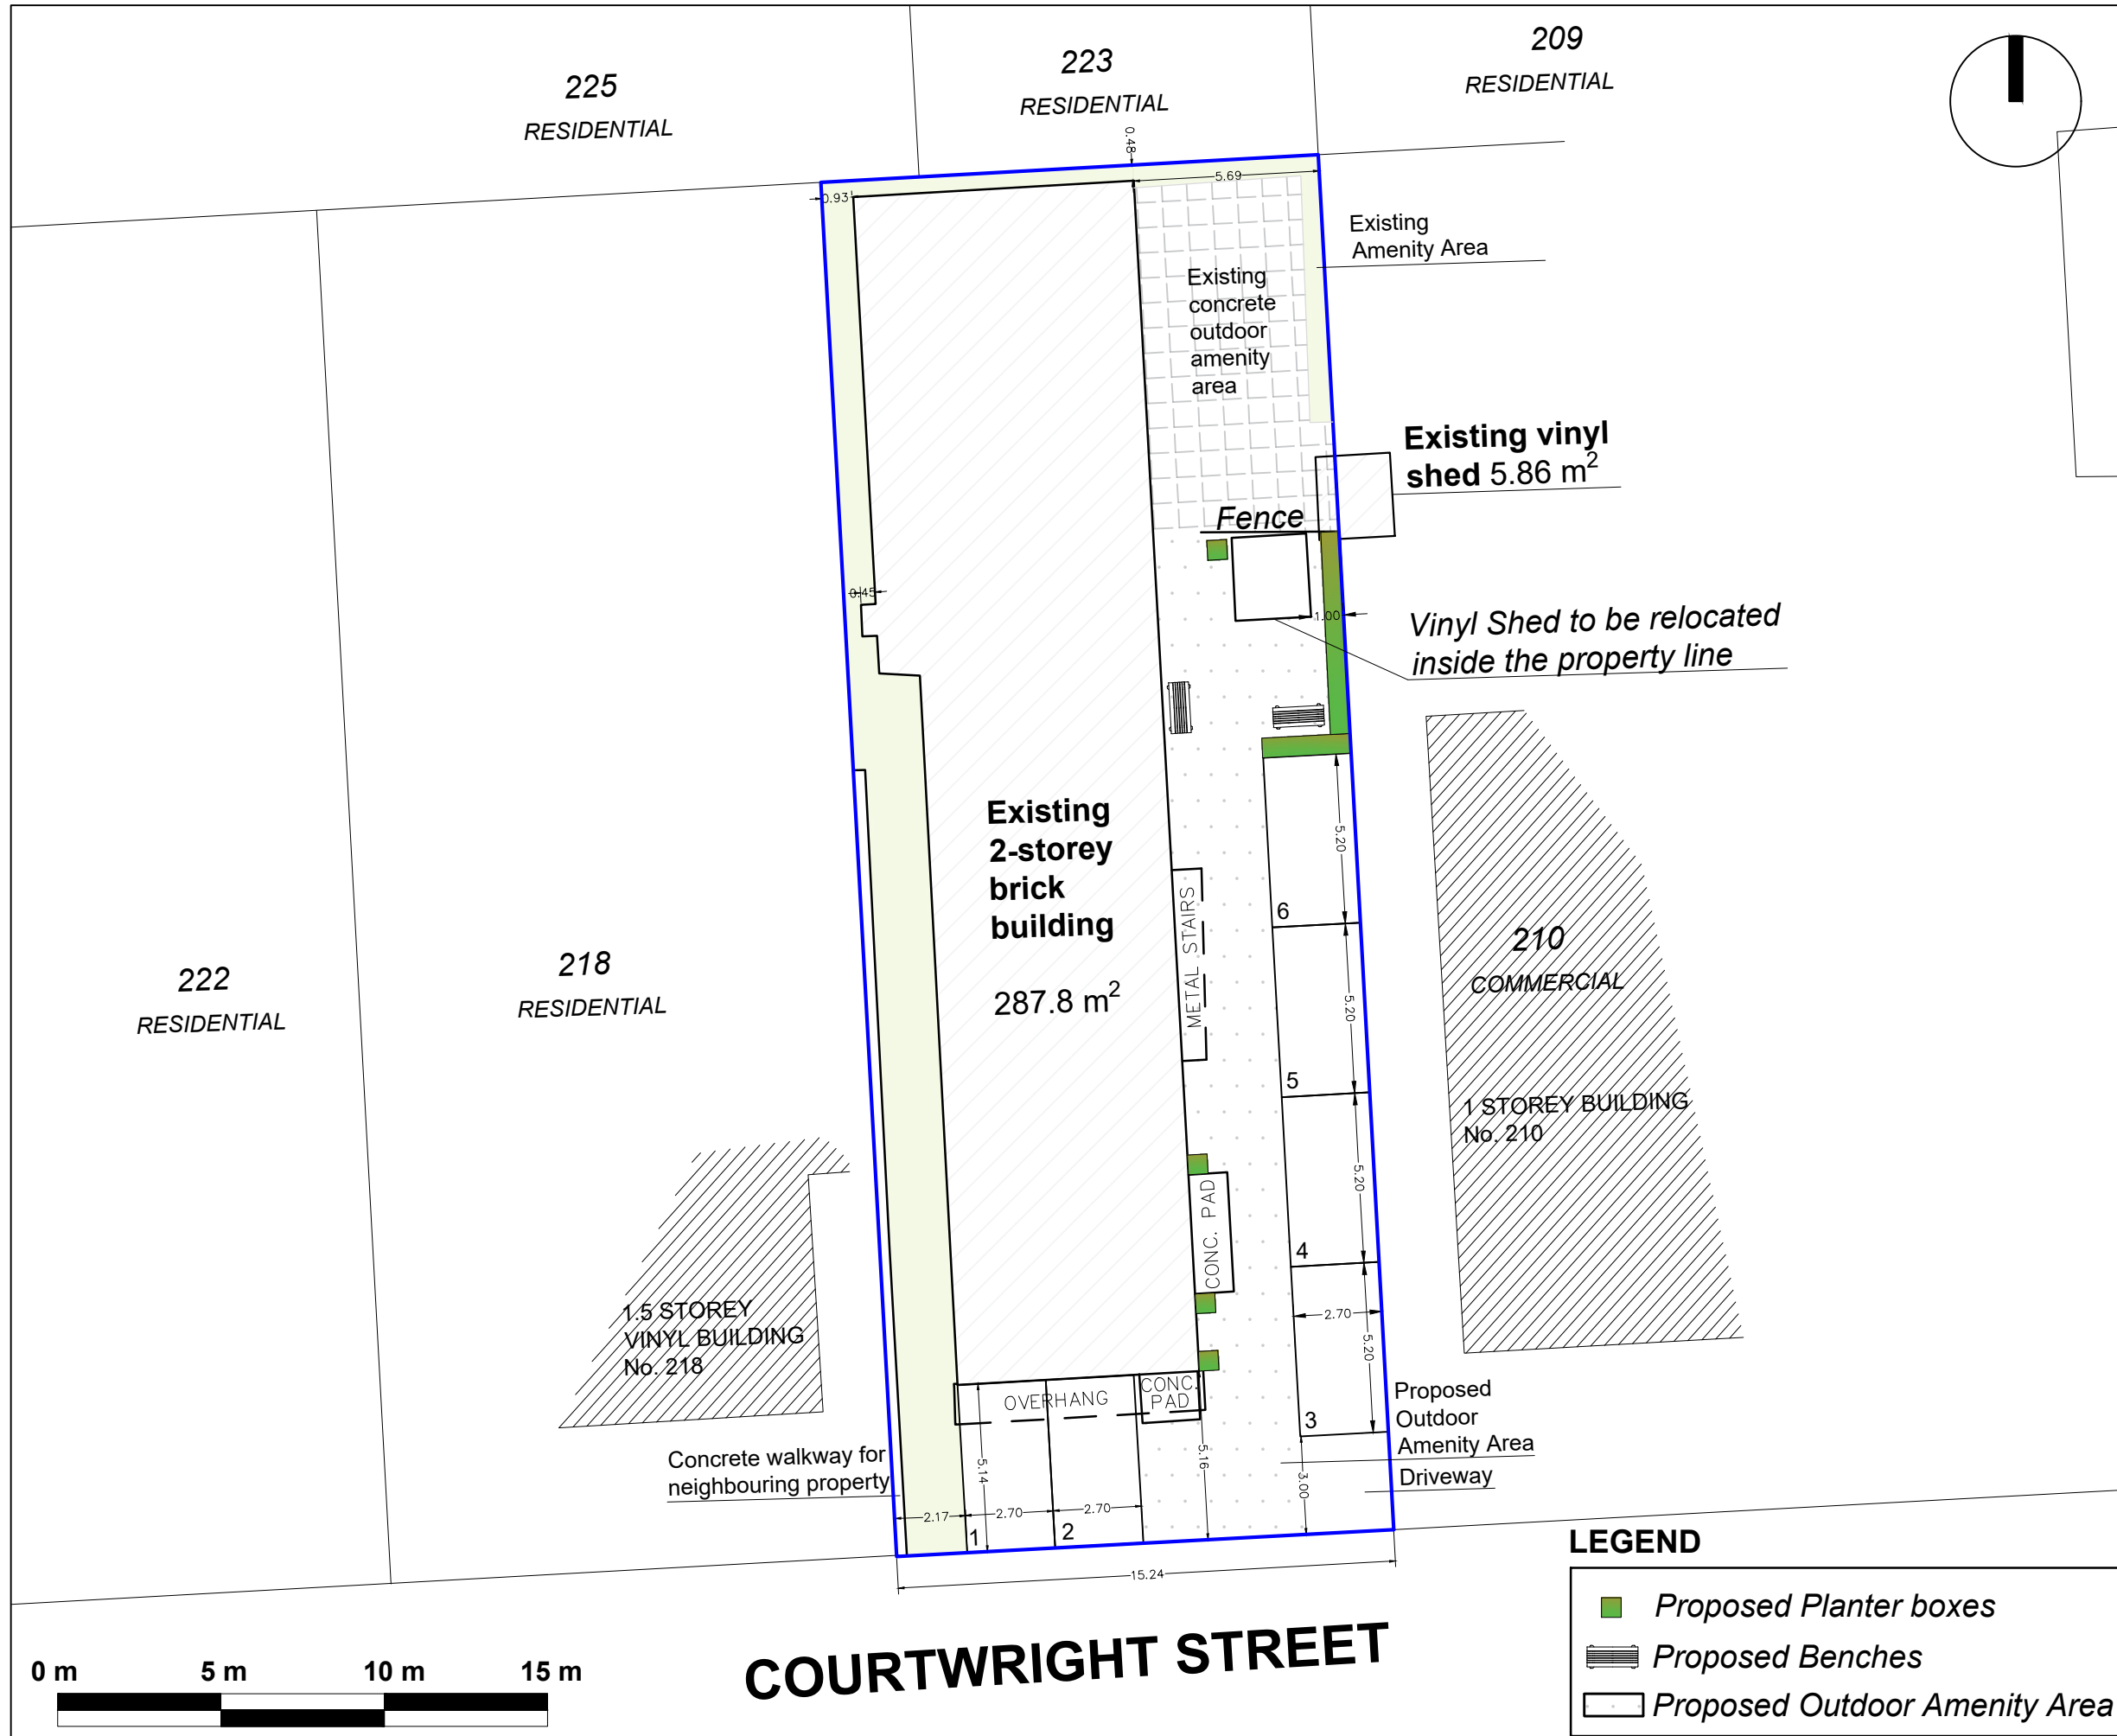 225
RESIDENTIAL
223
RESIDENTIAL
209
RESIDENTIAL
0.48
5.69
0.93
Existing
Amenity Area
Existing
concrete
outdoor
amenity
area
Existing vinyl
shed 5.86 m²
Fence
0.45
1.00
Vinyl Shed to be relocated
inside the property line
Existing
2-storey
brick
building
287.8 m²
5.20
6
METAL STAIRS
222
RESIDENTIAL
218
RESIDENTIAL
210
COMMERCIAL
5.20
5
1 STOREY BUILDING
No. 210
5.20
4
CONC. PAD
2.70
5.20
3
1.5 STOREY
VINYL BUILDING
No. 218
OVERHANG
CONC.
PAD
Proposed
Outdoor
Amenity Area
Driveway
Concrete walkway for
neighbouring property
5.14
5.16
3.00
2.17
2.70
2.70
1
2
15.24
COURTWRIGHT STREET
0 m
5 m
10 m
15 m
LEGEND
Proposed Planter boxes
Proposed Benches
Proposed Outdoor Amenity Area